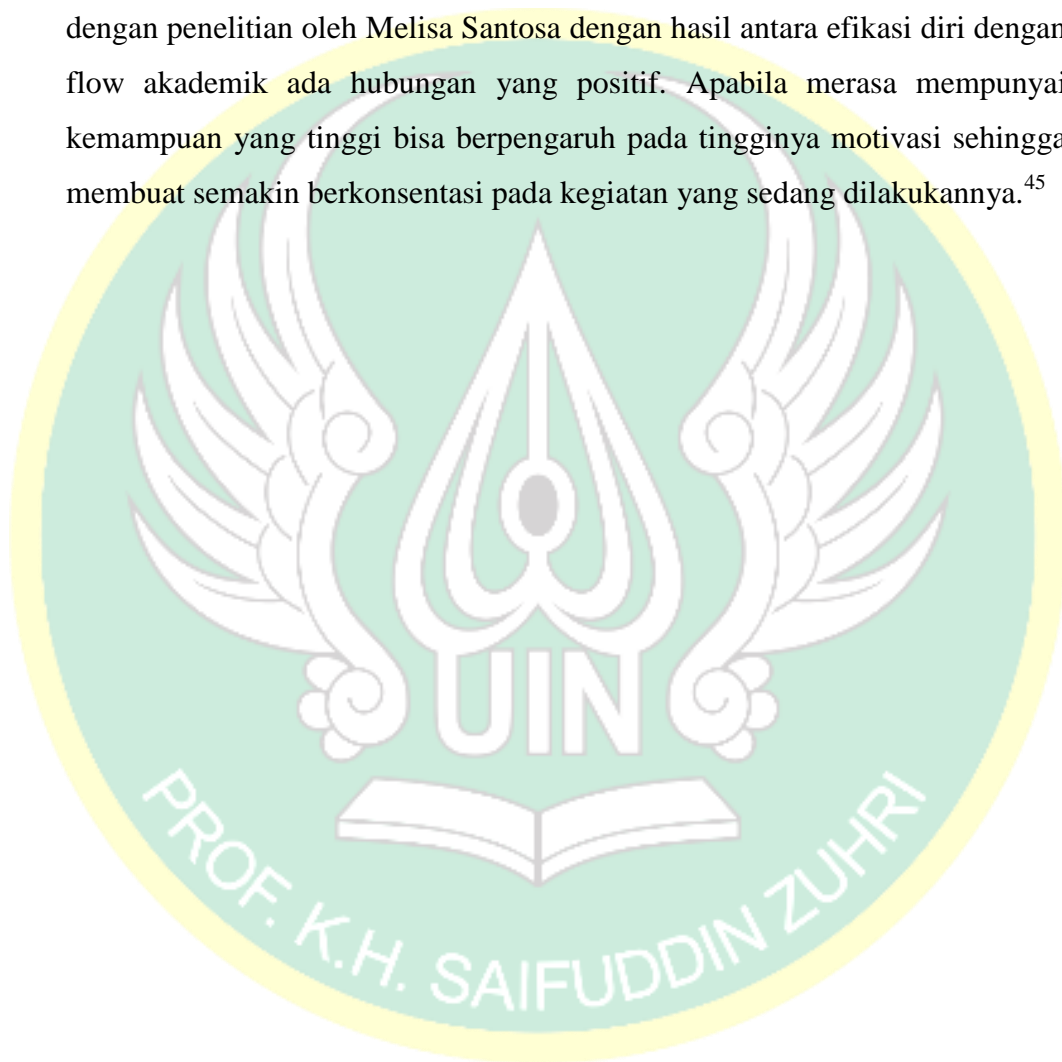 dengan penelitian oleh Melisa Santosa dengan hasil antara efikasi diri dengan
flow akademik ada hubungan yang positif. Apabila merasa mempunyai
kemampuan yang tinggi bisa berpengaruh pada tingginya motivasi sehingga
membuat semakin berkonsentasi pada kegiatan yang sedang dilakukannya.45
UIN
PROF. K.H. SAIFUDDIN ZUHRI